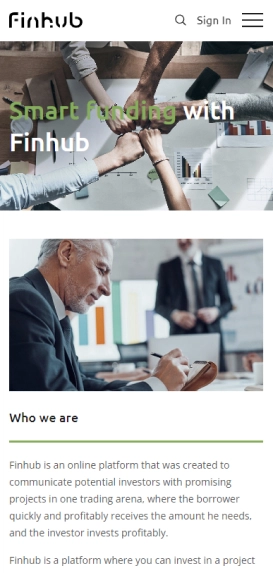 Finhub
Sign In
Smart funding with
Finhub
Who we are
Finhub is an online platform that was created to
communicate potential investors with promising
projects in one trading arena, where the borrower
quickly and profitably receives the amount he needs,
and the investor invests profitably.
Finhub is a platform where you can invest in a project